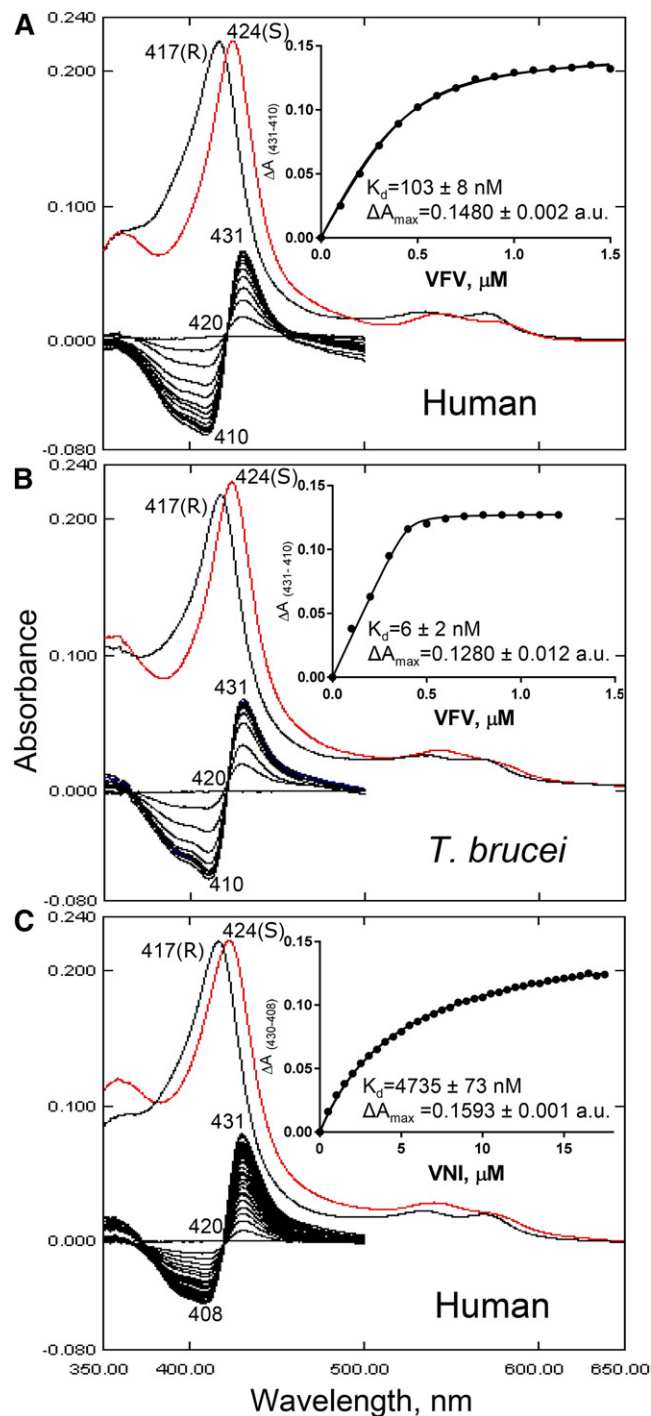 A
0.240
0.200
0.100
0.000
-0.080
417(R)
424(S)
431
420
410
0.15
0.10
0.05
0.00
ΔA (431-410)
Kd=103 ± 8 nM
ΔAmax=0.1480 ± 0.002 a.u.
0.0 0.5 1.0 1.5
VFV, μM
Human
B
0.240
0.200
0.100
0.000
-0.080
417(R)
424(S)
431
420
410
0.15
0.10
0.05
0.00
ΔA (431- 410)
Kd=6 ± 2 nM
ΔAmax=0.1280 ± 0.012 a.u.
0.0 0.5 1.0 1.5
VFV, μM
T. brucei
Absorbance
C
0.240
0.200
0.100
0.000
-0.080
417(R)
424(S)
431
420
408
0.15
0.10
0.05
0.00
ΔA (430-408)
Kd=4735 ± 73 nM
ΔAmax =0.1593 ± 0.001 a.u.
0 5 10 15
VNI, μM
Human
350.00 400.00 500.00 600.00 650.00
Wavelength, nm